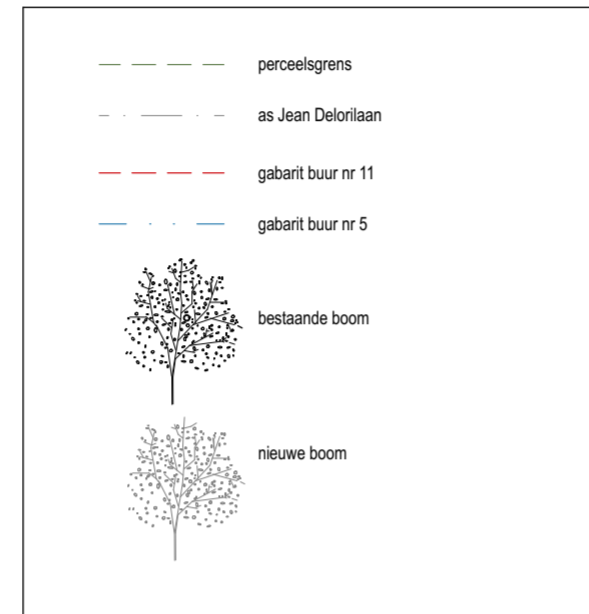 perceelsgrens
as Jean Delorilaan
gabarit buur nr 11
gabarit buur nr 5
bestaande boom
nieuwe boom